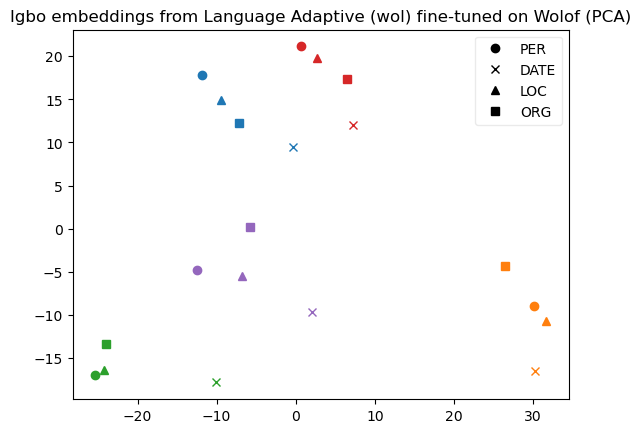 Igbo embeddings from Language Adaptive (wol) fine-tuned on Wolof (PCA)
PER
DATE
LOC
ORG
20
15
10
5
0
−5
−10
−15
−20 −10 0 10 20 30